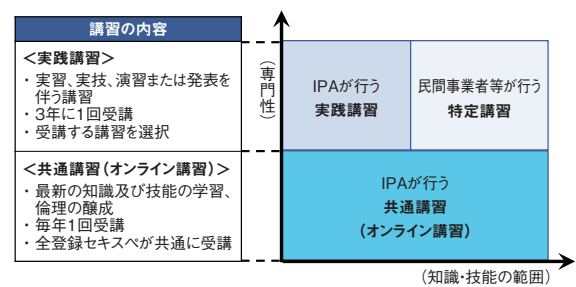 講習の内容
＜実践講習＞
・実習、実技、演習または発表を
伴う講習
・3年に1回受講
・受講する講習を選択
＜共通講習（オンライン講習）＞
・最新の知識及び技能の学習、
倫理の醸成
・毎年1回受講
・全登録セキスペが共通に受講
（専門性）
IPAが行う
実践講習
民間事業者等が行う
特定講習
IPAが行う
共通講習
（オンライン講習）
（知識・技能の範囲）